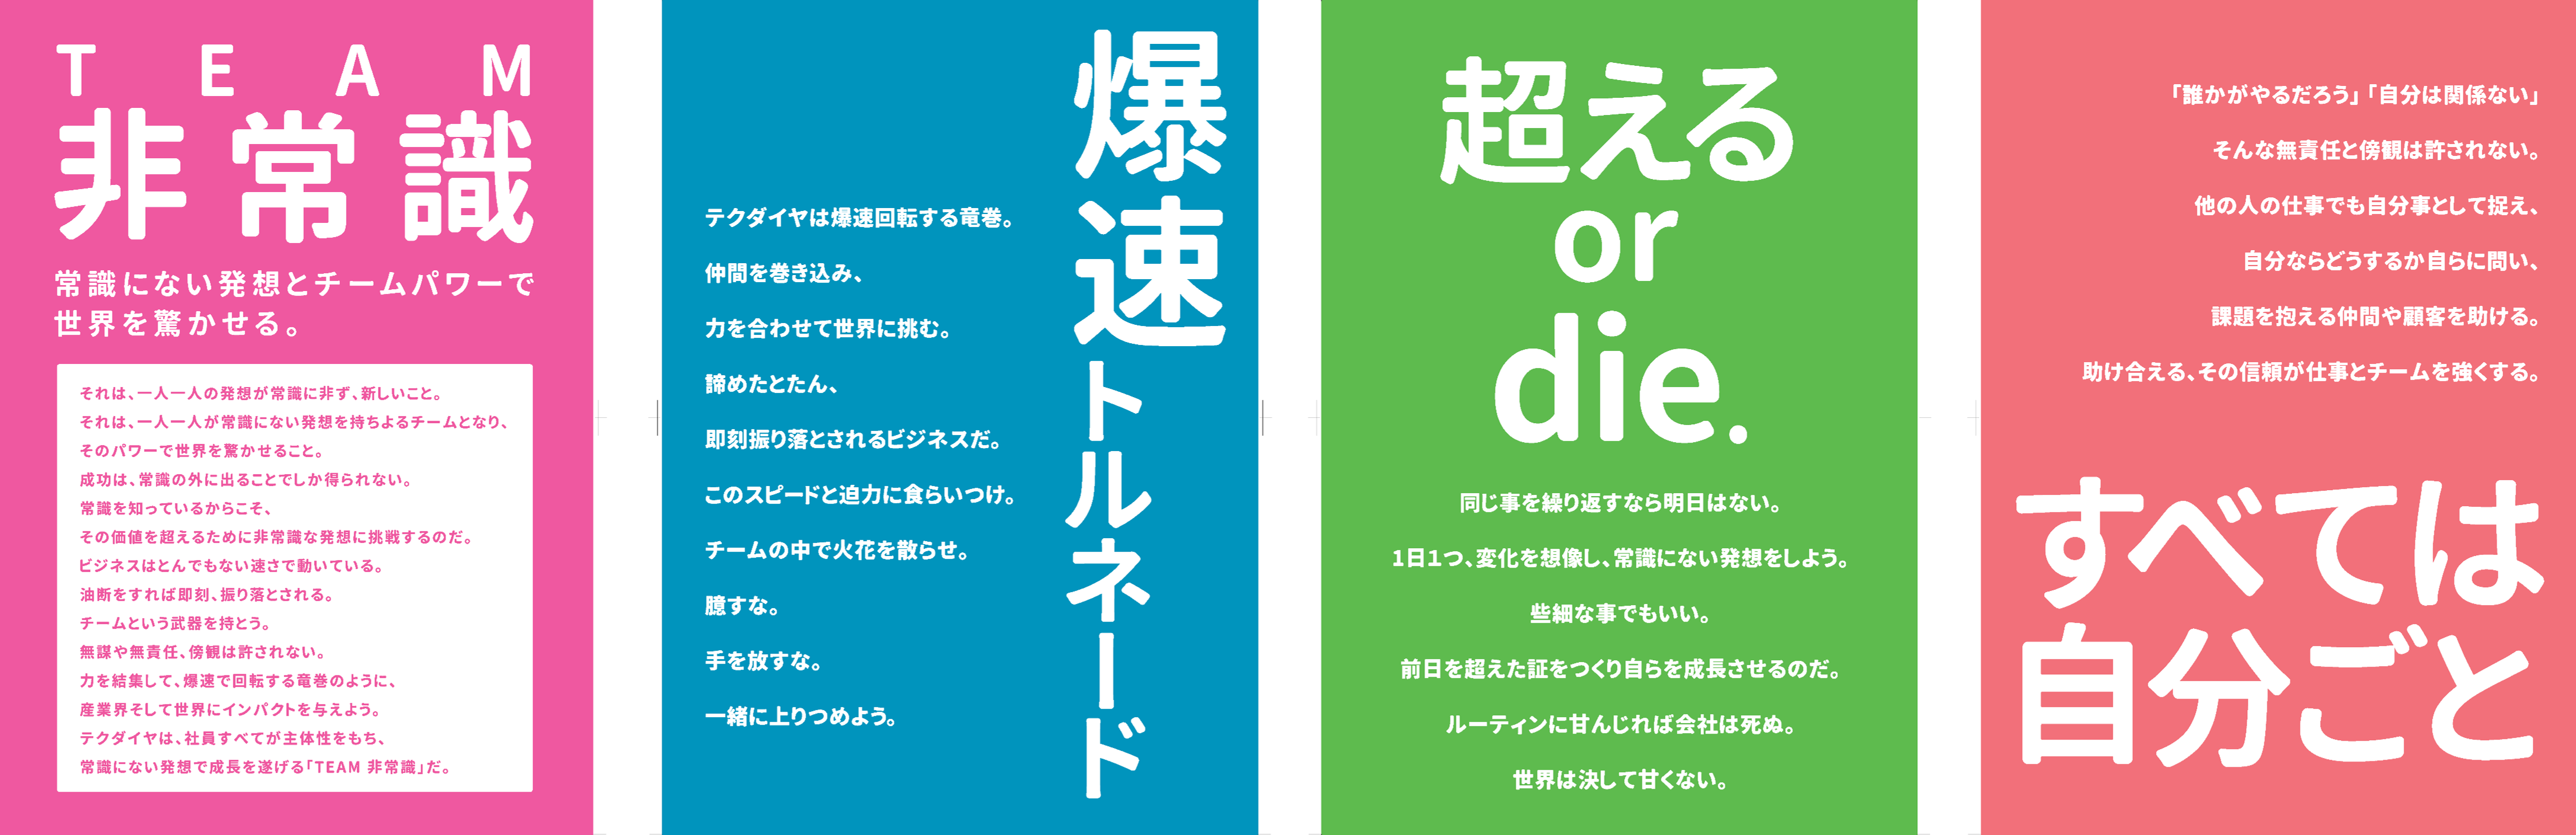 TEAM
非常識
常識にない発想とチームパワーで
世界を驚かせる。
それは、一人一人の発想が常識に非ず、新しいこと。
それは、一人一人が常識にない発想を持ちよるチームとなり、
そのパワーで世界を驚かせること。
成功は、常識の外に出ることでしか得られない。
常識を知っているからこそ、
その価値を超えるために非常識な発想に挑戦するのだ。
ビジネスはとんでもない速さで動いている。
油断をすれば即刻、振り落とされる。
チームという武器を持とう。
無謀や無責任、傍観は許されない。
力を結集して、爆速で回転する竜巻のように、
産業界そして世界にインパクトを与えよう。
テクダイヤは、社員すべてが主体性をもち、
常識にない発想で成長を遂げる「TEAM 非常識」だ。
爆速トルネード
テクダイヤは爆速回転する竜巻。
仲間を巻き込み、
力を合わせて世界に挑む。
諦めたとたん、
即刻振り落とされるビジネスだ。
このスピードと迫力に食らいつけ。
チームの中で火花を散らせ。
臆すな。
手を放すな。
一緒に上りつめよう。
超える
or
die.
同じ事を繰り返すなら明日はない。
1日1つ、変化を想像し、常識にない発想をしよう。
些細な事でもいい。
前日を超えた証をつくり自らを成長させるのだ。
ルーティンに甘んじれば会社は死ぬ。
世界は決して甘くない。
「誰かがやるだろう」「自分は関係ない」
そんな無責任と傍観は許されない。
他の人の仕事でも自分事として捉え、
自分ならどうするか自らに問い、
課題を抱える仲間や顧客を助ける。
助け合える、その信頼が仕事とチームを強くする。
すべては
自分ごと